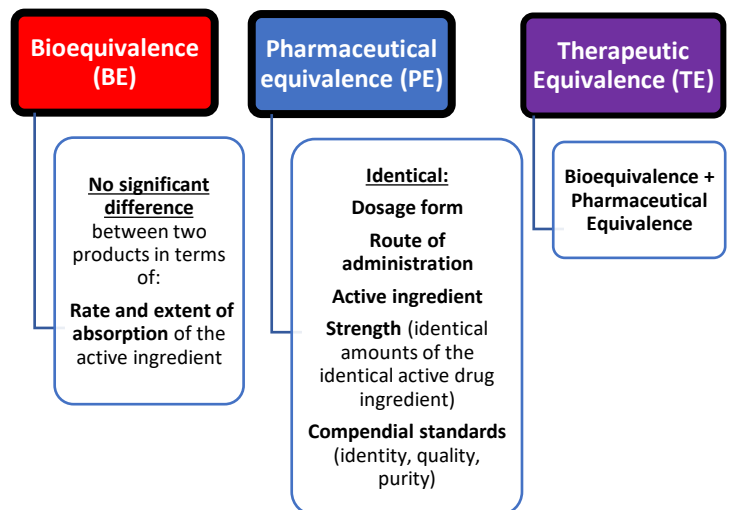 Bioequivalence
(BE)
No significant
difference
between two
products in terms
of:
Rate and extent of
absorption of the
active ingredient
Pharmaceutical
equivalence (PE)
Identical:
Dosage form
Route of
administration
Active ingredient
Strength (identical
amounts of the
identical active drug
ingredient)
Compendial standards
(identity, quality,
purity)
Therapeutic
Equivalence (TE)
Bioequivalence +
Pharmaceutical
Equivalence